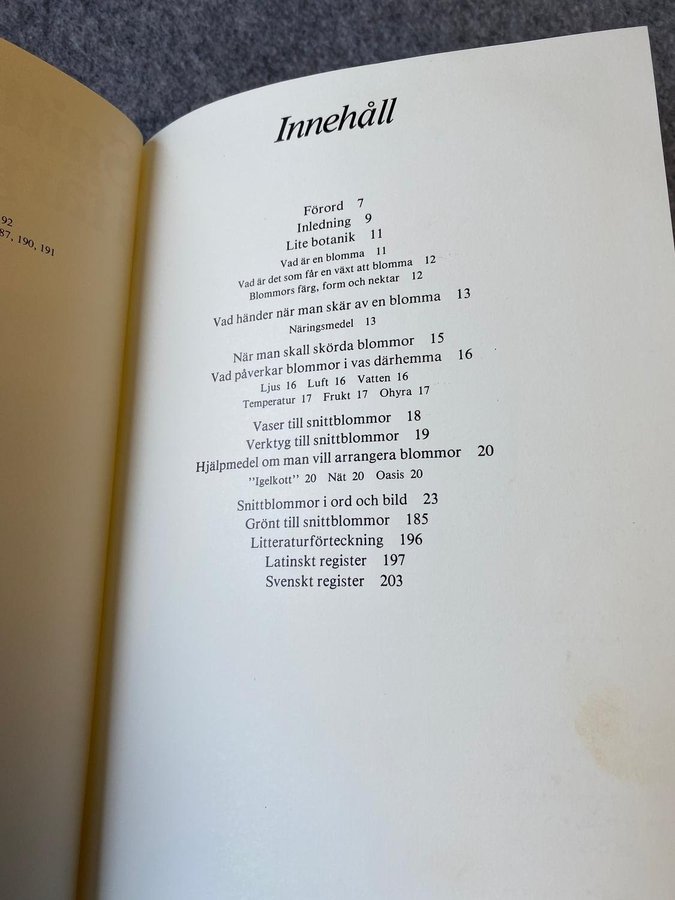 92
87, 190, 191
Innehåll
Förord 7
Inledning 9
Lite botanik 11
Vad är en blomma 11
Vad är det som får en växt att blomma 12
Blommors färg, form och nektar 12
Vad händer när man skär av en blomma 13
Näringsmedel 13
När man skall skörda blommor 15
Vad påverkar blommor i vas därhemma 16
Ljus 16 Luft 16 Vatten 16
Temperatur 17 Frukt 17 Ohyra 17
Vaser till snittblommor 18
Verktyg till snittblommor 19
Hjälpmedel om man vill arrangera blommor 20
”Igelkott” 20 Nät 20 Oasis 20
Snittblommor i ord och bild 23
Grönt till snittblommor 185
Litteraturförteckning 196
Latinskt register 197
Svenskt register 203